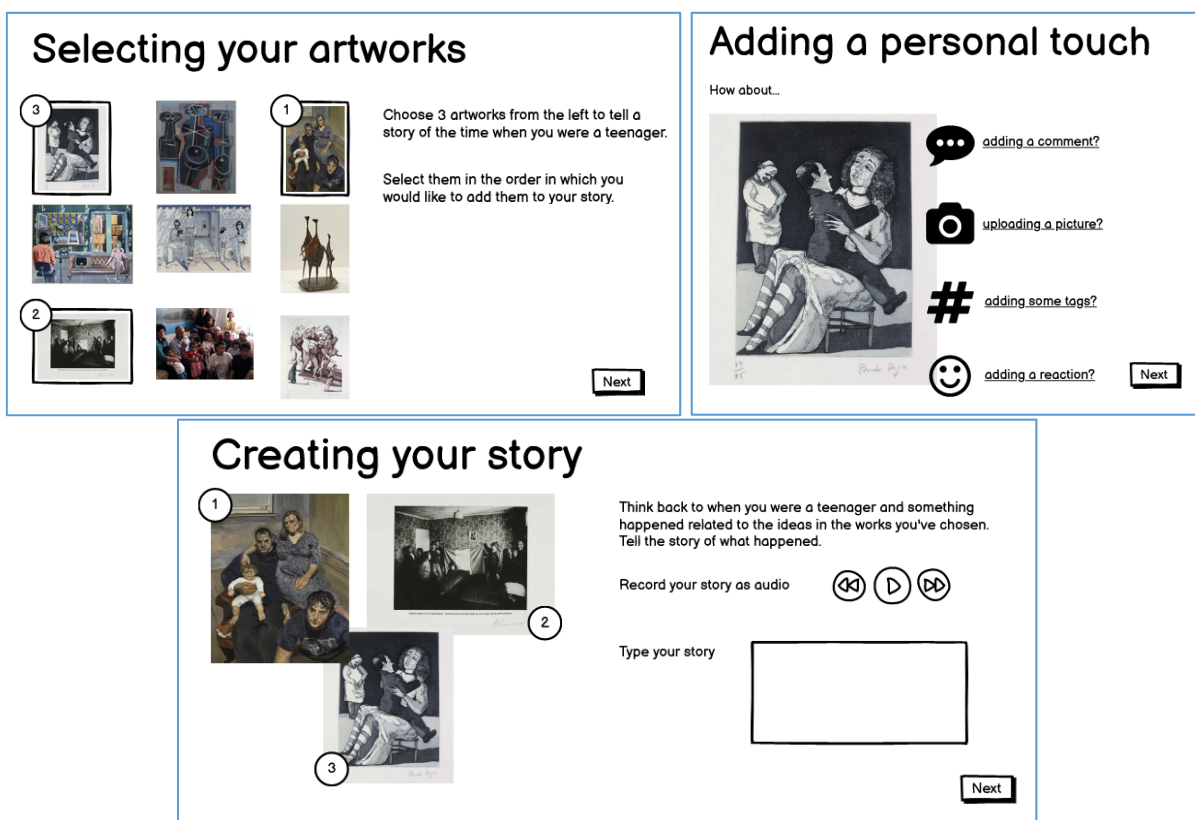 Selecting your artworks
3
1
Choose 3 artworks from the left to tell a
story of the time when you were a teenager.
Select them in the order in which you
would like to add them to your story.
2
Next
Adding a personal touch
How about...
adding a comment?
uploading a picture?
#
adding some tags?
adding a reaction?
Next
Creating your story
1
2
3
Think back to when you were a teenager and something
happened related to the ideas in the works you've chosen.
Tell the story of what happened.
Record your story as audio
Type your story
Next